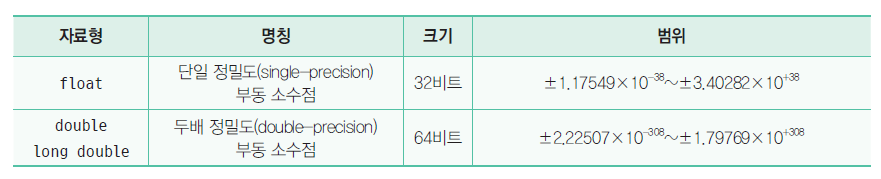 자료형 명칭 크기 범위
float 단일 정밀도(single-precision) 부동 소수점 32비트 ±1.17549×10⁻³⁸~±3.40282×10⁺³⁸
double long double 두배 정밀도(double-precision) 부동 소수점 64비트 ±2.22507×10⁻³⁰⁸~±1.79769×10⁺³⁰⁸